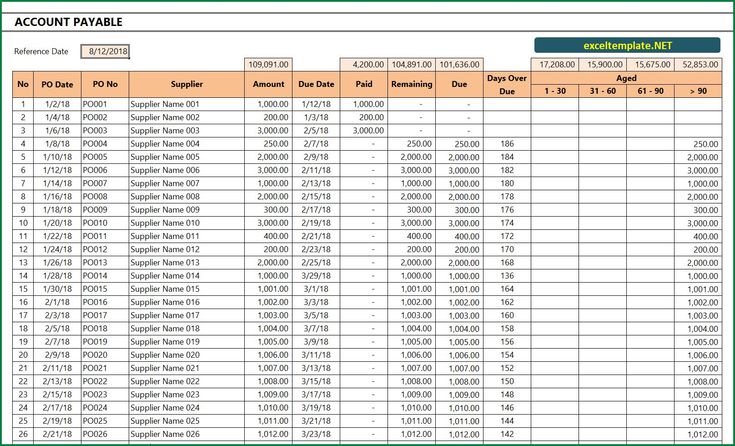 ACCOUNT PAYABLE
Reference Date 8/12/2018 exceltemplate.NET
109,091.00 4,200.00 104,891.00 101,636.00 17,208.00 15,900.00 15,675.00 52,853.00
No PO Date PO No Supplier Amount Due Date Paid Remaining Due Days Over Due Aged
1 - 30 31 - 60 61 - 90 > 90
1 1/2/18 PO001 Supplier Name 001 1,000.00 1/12/18 1,000.00 - -
2 1/4/18 PO002 Supplier Name 002 200.00 1/3/18 200.00 - -
3 1/6/18 PO003 Supplier Name 003 3,000.00 2/5/18 3,000.00 - -
4 1/8/18 PO004 Supplier Name 004 250.00 2/7/18 - 250.00 250.00 186 250.00
5 1/10/18 PO005 Supplier Name 005 2,000.00 2/9/18 - 2,000.00 2,000.00 184 2,000.00
6 1/12/18 PO006 Supplier Name 006 3,000.00 2/11/18 - 3,000.00 3,000.00 182 3,000.00
7 1/14/18 PO007 Supplier Name 007 1,000.00 2/13/18 - 1,000.00 1,000.00 180 1,000.00
8 1/16/18 PO008 Supplier Name 008 2,000.00 2/15/18 - 2,000.00 2,000.00 178 2,000.00
9 1/18/18 PO009 Supplier Name 009 300.00 2/17/18 - 300.00 300.00 176 300.00
10 1/20/18 PO010 Supplier Name 010 3,000.00 2/19/18 - 3,000.00 3,000.00 174 3,000.00
11 1/22/18 PO011 Supplier Name 011 400.00 2/21/18 - 400.00 400.00 172 400.00
12 1/24/18 PO012 Supplier Name 012 200.00 2/23/18 - 200.00 200.00 170 200.00
13 1/26/18 PO013 Supplier Name 013 2,000.00 2/25/18 - 2,000.00 2,000.00 168 2,000.00
14 1/28/18 PO014 Supplier Name 014 1,000.00 3/29/18 - 1,000.00 1,000.00 136 1,000.00
15 1/30/18 PO015 Supplier Name 015 1,001.00 3/1/18 - 1,001.00 1,001.00 164 1,001.00
16 2/1/18 PO016 Supplier Name 016 1,002.00 3/3/18 - 1,002.00 1,002.00 162 1,002.00
17 2/3/18 PO017 Supplier Name 017 1,003.00 3/5/18 - 1,003.00 1,003.00 160 1,003.00
18 2/5/18 PO018 Supplier Name 018 1,004.00 3/7/18 - 1,004.00 1,004.00 158 1,004.00
19 2/7/18 PO019 Supplier Name 019 1,005.00 3/9/18 - 1,005.00 1,005.00 156 1,005.00
20 2/9/18 PO020 Supplier Name 020 1,006.00 3/11/18 - 1,006.00 1,006.00 154 1,006.00
21 2/11/18 PO021 Supplier Name 021 1,007.00 3/13/18 - 1,007.00 1,007.00 152 1,007.00
22 2/13/18 PO022 Supplier Name 022 1,008.00 3/15/18 - 1,008.00 1,008.00 150 1,008.00
23 2/15/18 PO023 Supplier Name 023 1,009.00 3/17/18 - 1,009.00 1,009.00 148 1,009.00
24 2/17/18 PO024 Supplier Name 024 1,010.00 3/19/18 - 1,010.00 1,010.00 146 1,010.00
25 2/19/18 PO025 Supplier Name 025 1,011.00 3/21/18 - 1,011.00 1,011.00 144 1,011.00
26 2/21/18 PO026 Supplier Name 026 1,012.00 3/23/18 - 1,012.00 1,012.00 142 1,012.00